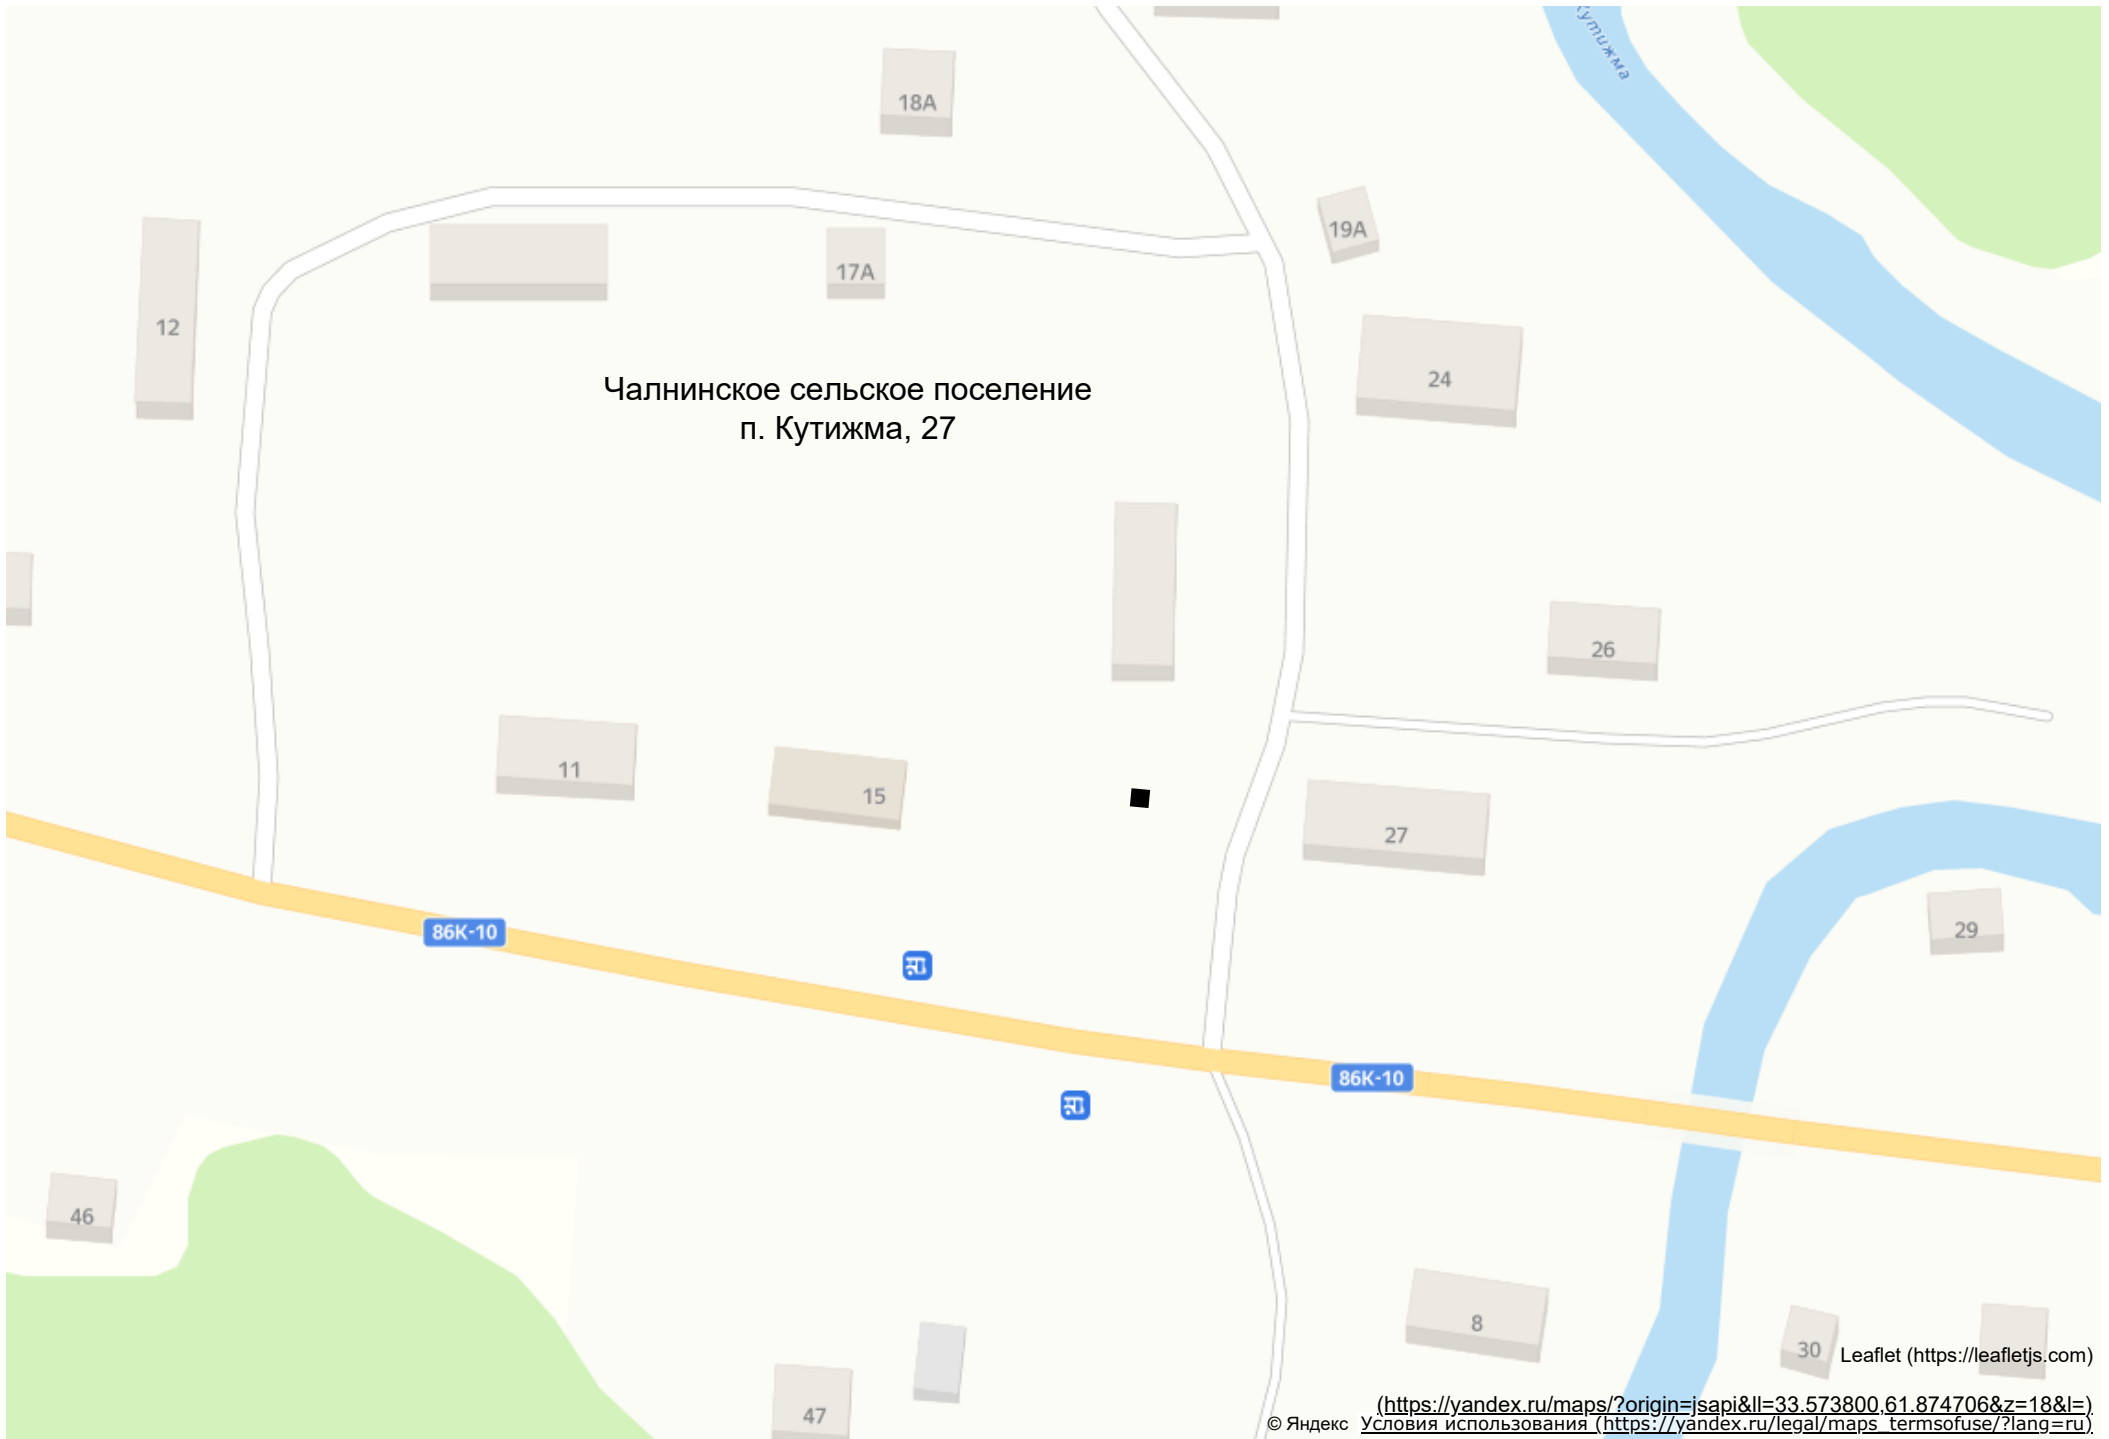 Кутижма
18А
19А
17А
12
24
Чалнинское сельское поселение
п. Кутижма, 27
26
11
15
27
29
86К-10
86К-10
46
8
30
47
Leaflet (https://leafletjs.com)
(https://yandex.ru/maps/?origin=jsapi&ll=33.573800,61.874706&z=18&l=)
© Яндекс Условия использования (https://yandex.ru/legal/maps_termsofuse/?lang=ru)